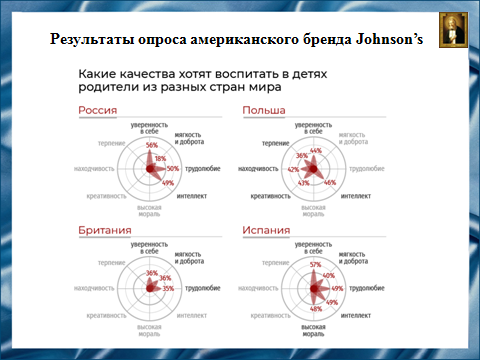 Результаты опроса американского бренда Johnson’s
Какие качества хотят воспитать в детях
родители из разных стран мира
Россия
уверенность
в себе
мягкость
и доброта
трудолюбие
интеллект
высокая
мораль
креативность
находчивость
терпение
56%
18%
50%
49%
Польша
уверенность
в себе
мягкость
и доброта
трудолюбие
интеллект
высокая
мораль
креативность
находчивость
терпение
44%
36%
42%
43%
46%
Британия
уверенность
в себе
мягкость
и доброта
трудолюбие
интеллект
высокая
мораль
креативность
находчивость
терпение
36%
36%
35%
Испания
уверенность
в себе
мягкость
и доброта
трудолюбие
интеллект
высокая
мораль
креативность
находчивость
терпение
57%
40%
49%
49%
48%